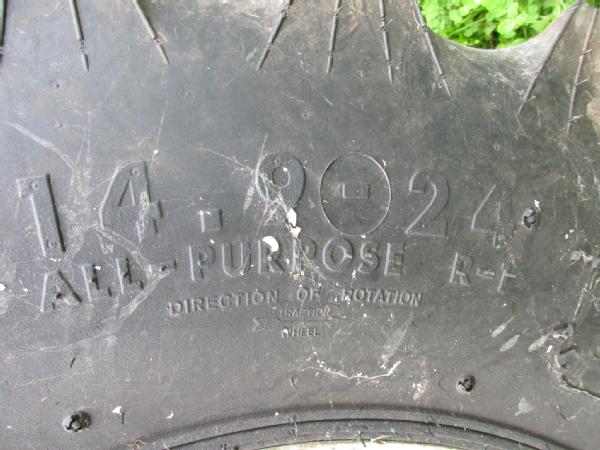 14.9-24
ALL-PURPOSE R-1
DIRECTION OF ROTATION
TRACTION
WHEEL